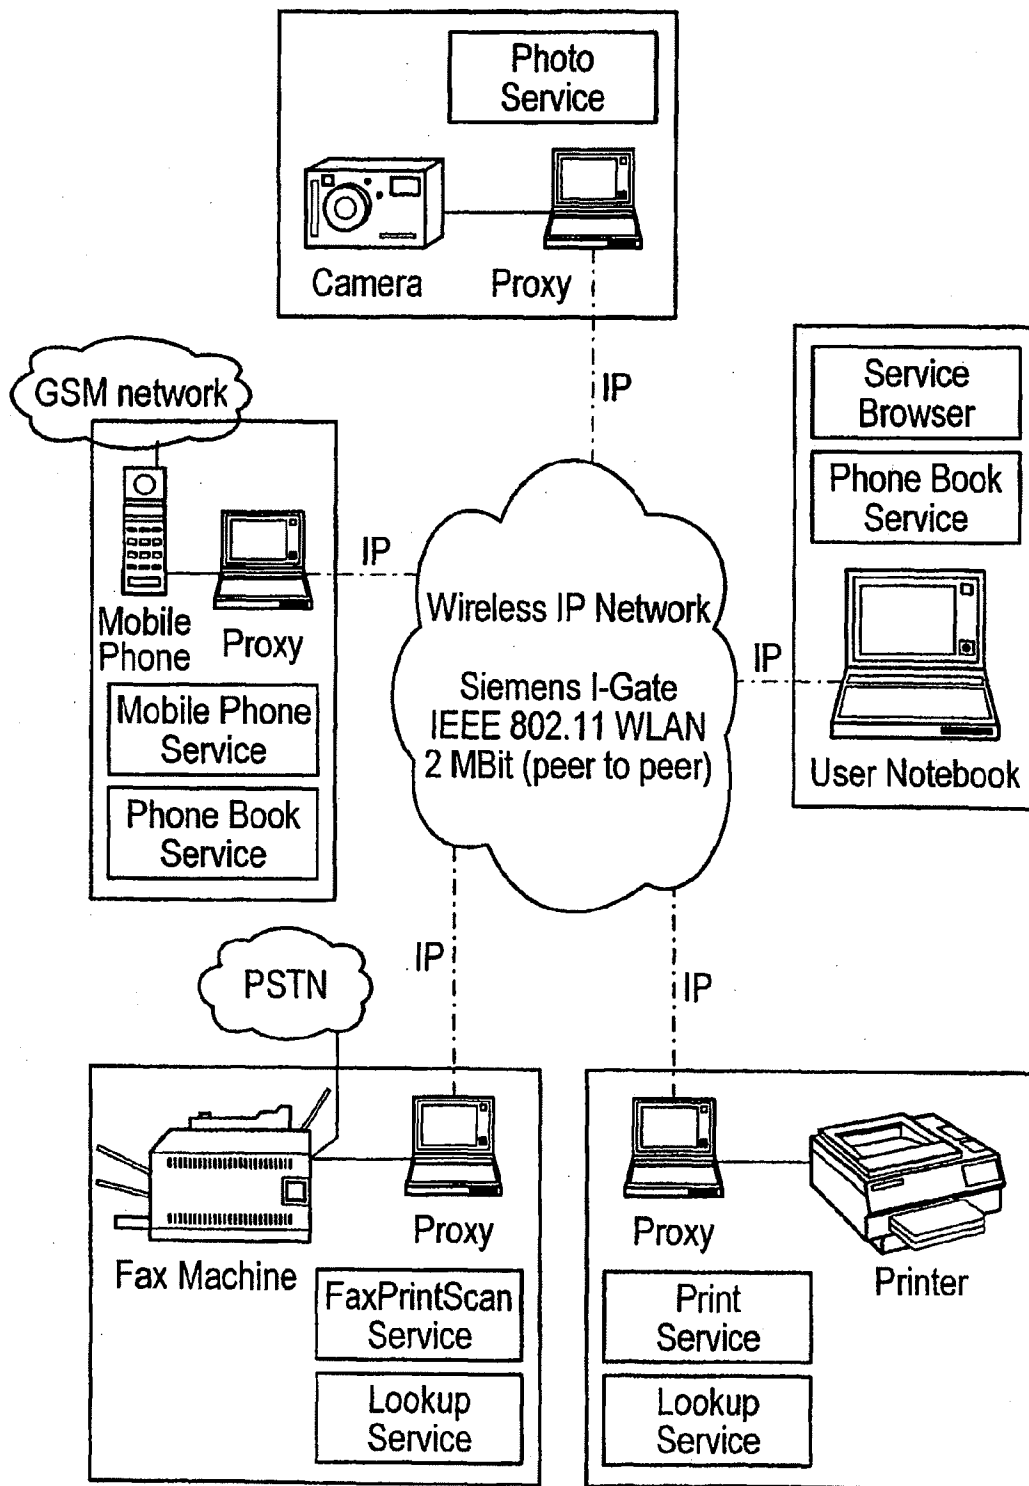 Photo
Service
Camera
Proxy
IP
GSM network
Mobile
Phone
Proxy
Mobile Phone
Service
Phone Book
Service
IP
Wireless IP Network
Siemens I-Gate
IEEE 802.11 WLAN
2 MBit (peer to peer)
IP
Service
Browser
Phone Book
Service
User Notebook
IP
PSTN
Fax Machine
Proxy
FaxPrintScan
Service
Lookup
Service
IP
Proxy
Printer
Print
Service
Lookup
Service